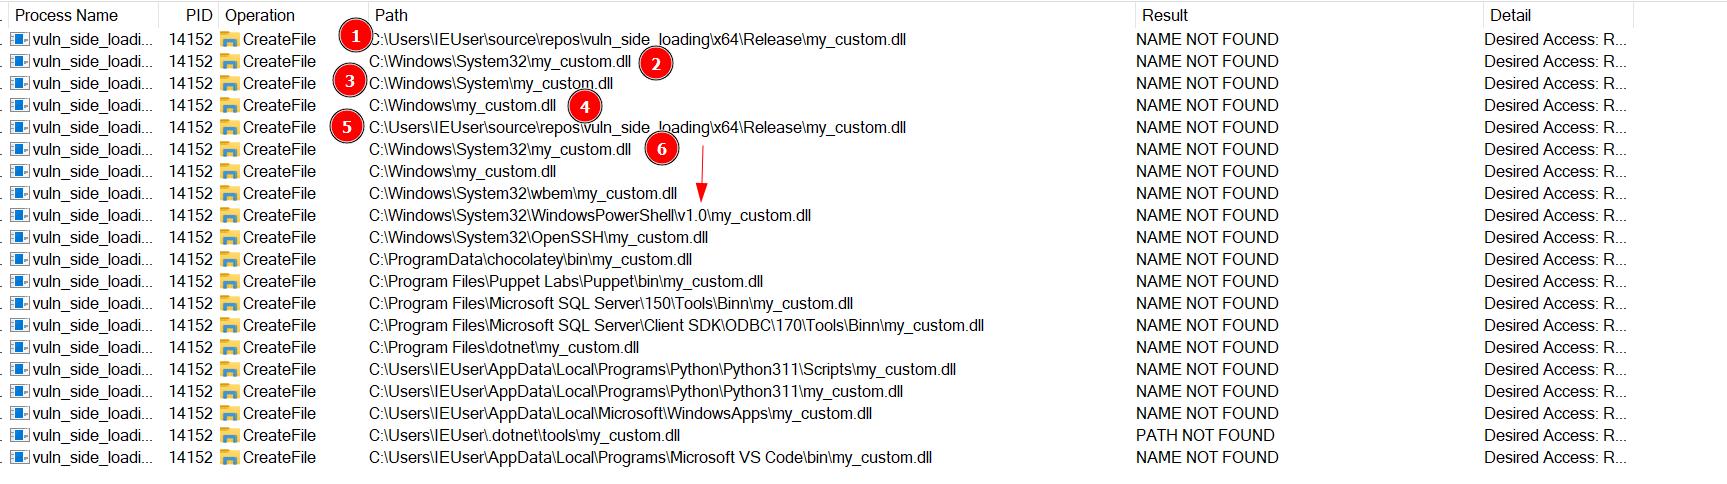 Process Name PID Operation Path Result Detail
vuln_side_loadi... 14152 CreateFile 1 C:\Users\IEUser\source\repos\vuln_side_loading\x64\Release\my_custom.dll NAME NOT FOUND Desired Access: R...
vuln_side_loadi... 14152 CreateFile C:\Windows\System32\my_custom.dll 2 NAME NOT FOUND Desired Access: R...
vuln_side_loadi... 14152 CreateFile 3 C:\Windows\System\my_custom.dll NAME NOT FOUND Desired Access: R...
vuln_side_loadi... 14152 CreateFile C:\Windows\my_custom.dll 4 NAME NOT FOUND Desired Access: R...
vuln_side_loadi... 14152 CreateFile 5 C:\Users\IEUser\source\repos\vuln_side_loading\x64\Release\my_custom.dll NAME NOT FOUND Desired Access: R...
vuln_side_loadi... 14152 CreateFile C:\Windows\System32\my_custom.dll 6 NAME NOT FOUND Desired Access: R...
vuln_side_loadi... 14152 CreateFile C:\Windows\my_custom.dll NAME NOT FOUND Desired Access: R...
vuln_side_loadi... 14152 CreateFile C:\Windows\System32\wbem\my_custom.dll NAME NOT FOUND Desired Access: R...
vuln_side_loadi... 14152 CreateFile C:\Windows\System32\WindowsPowerShell\v1.0\my_custom.dll NAME NOT FOUND Desired Access: R...
vuln_side_loadi... 14152 CreateFile C:\Windows\System32\OpenSSH\my_custom.dll NAME NOT FOUND Desired Access: R...
vuln_side_loadi... 14152 CreateFile C:\ProgramData\chocolatey\bin\my_custom.dll NAME NOT FOUND Desired Access: R...
vuln_side_loadi... 14152 CreateFile C:\Program Files\Puppet Labs\Puppet\bin\my_custom.dll NAME NOT FOUND Desired Access: R...
vuln_side_loadi... 14152 CreateFile C:\Program Files\Microsoft SQL Server\150\Tools\Binn\my_custom.dll NAME NOT FOUND Desired Access: R...
vuln_side_loadi... 14152 CreateFile C:\Program Files\Microsoft SQL Server\Client SDK\ODBC\170\Tools\Binn\my_custom.dll NAME NOT FOUND Desired Access: R...
vuln_side_loadi... 14152 CreateFile C:\Program Files\dotnet\my_custom.dll NAME NOT FOUND Desired Access: R...
vuln_side_loadi... 14152 CreateFile C:\Users\IEUser\AppData\Local\Programs\Python\Python311\Scripts\my_custom.dll NAME NOT FOUND Desired Access: R...
vuln_side_loadi... 14152 CreateFile C:\Users\IEUser\AppData\Local\Programs\Python\Python311\my_custom.dll NAME NOT FOUND Desired Access: R...
vuln_side_loadi... 14152 CreateFile C:\Users\IEUser\AppData\Local\Microsoft\WindowsApps\my_custom.dll NAME NOT FOUND Desired Access: R...
vuln_side_loadi... 14152 CreateFile C:\Users\IEUser\.dotnet\tools\my_custom.dll PATH NOT FOUND Desired Access: R...
vuln_side_loadi... 14152 CreateFile C:\Users\IEUser\AppData\Local\Programs\Microsoft VS Code\bin\my_custom.dll NAME NOT FOUND Desired Access: R...